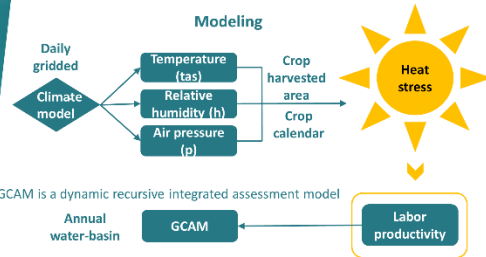 Modeling
Daily
gridded
Climate
model
Temperature
(tas)
Relative
humidity (h)
Air pressure
(p)
Crop
harvested
area
Crop
calendar
Heat
stress
GCAM is a dynamic recursive integrated assessment model
Annual
water-basin
GCAM
Labor
productivity